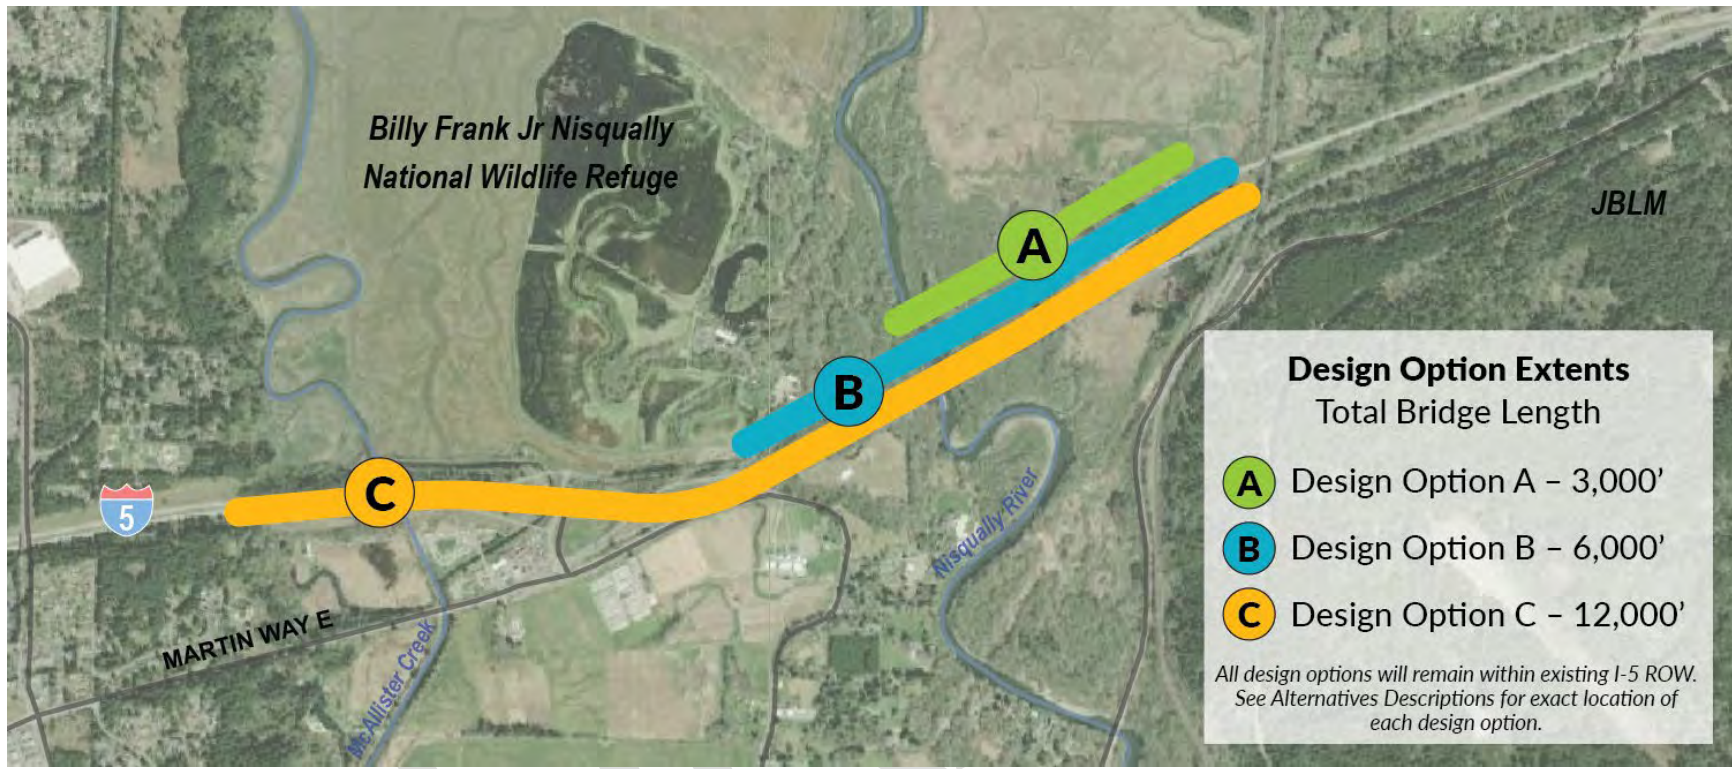 Billy Frank Jr Nisqually
National Wildlife Refuge
JBLM
A
B
C
5
MARTIN WAY E
McAllister Creek
Nisqually River
Design Option Extents
Total Bridge Length
A Design Option A – 3,000’
B Design Option B – 6,000’
C Design Option C – 12,000’
All design options will remain within existing I-5 ROW.
See Alternatives Descriptions for exact location of
each design option.